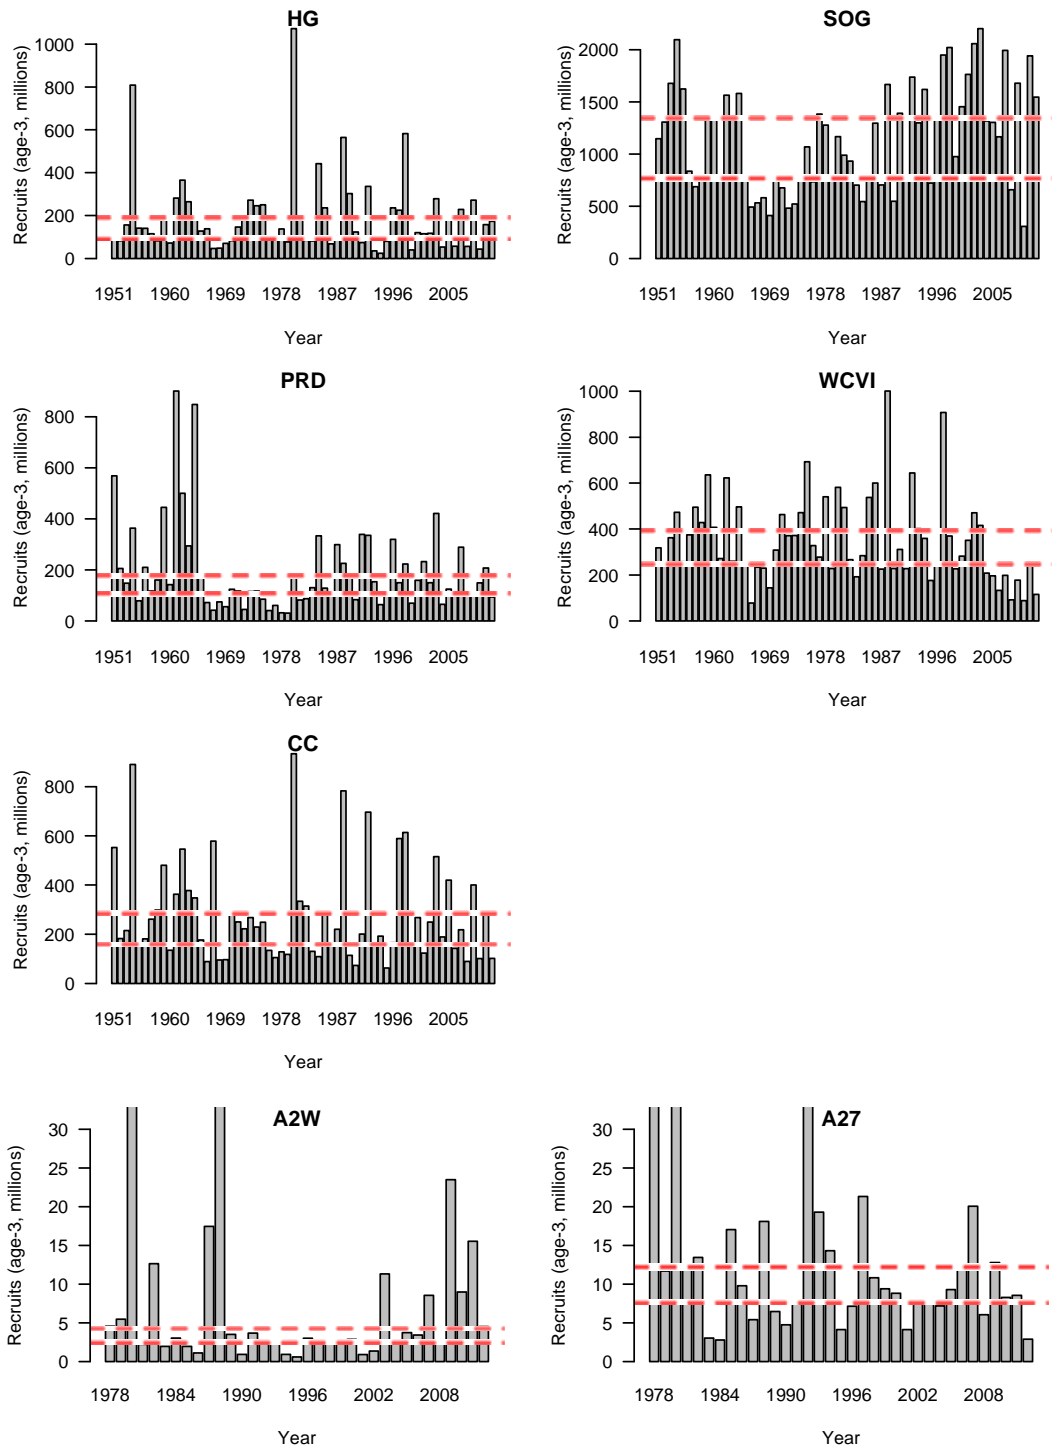 HG
Recruits (age-3, millions)
1000
800
600
400
200
0
1951 1960 1969 1978 1987 1996 2005
Year
SOG
Recruits (age-3, millions)
2000
1500
1000
500
0
1951 1960 1969 1978 1987 1996 2005
Year
PRD
Recruits (age-3, millions)
800
600
400
200
0
1951 1960 1969 1978 1987 1996 2005
Year
WCVI
Recruits (age-3, millions)
1000
800
600
400
200
0
1951 1960 1969 1978 1987 1996 2005
Year
CC
Recruits (age-3, millions)
800
600
400
200
0
1951 1960 1969 1978 1987 1996 2005
Year
A2W
Recruits (age-3, millions)
30
25
20
15
10
5
0
1978 1984 1990 1996 2002 2008
Year
A27
Recruits (age-3, millions)
30
25
20
15
10
5
0
1978 1984 1990 1996 2002 2008
Year